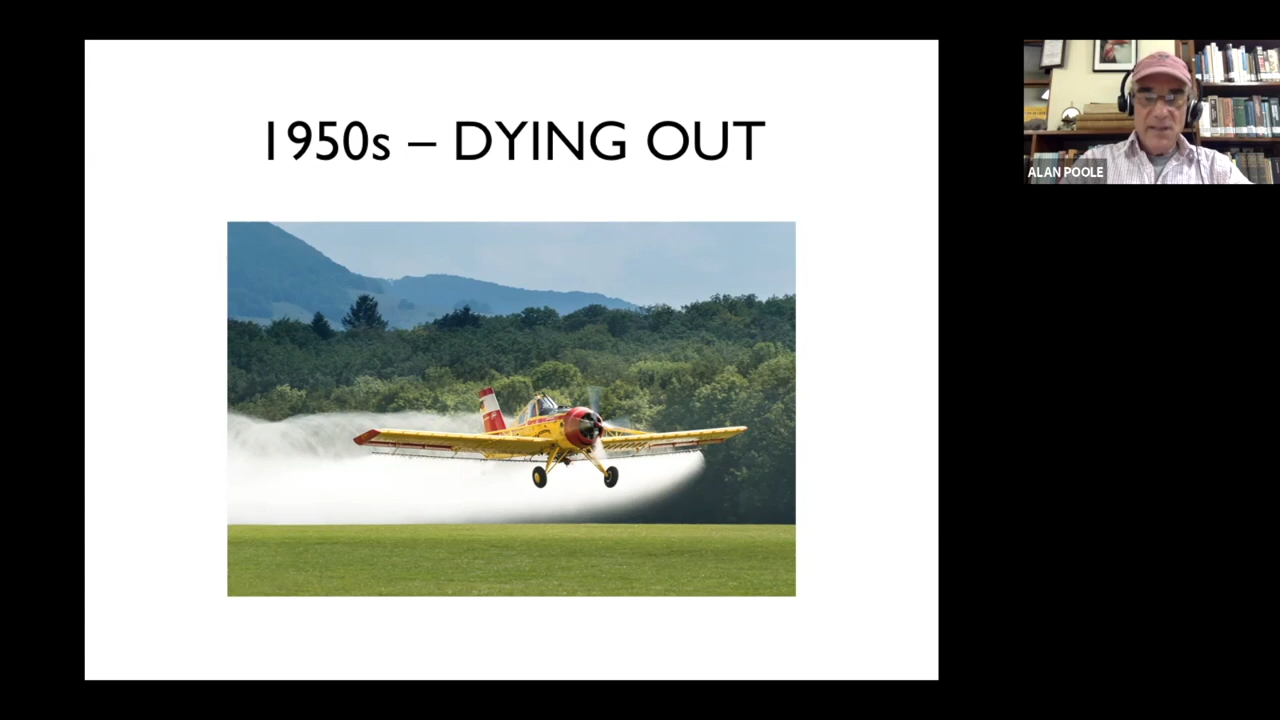 1950s – DYING OUT
ALAN POOLE